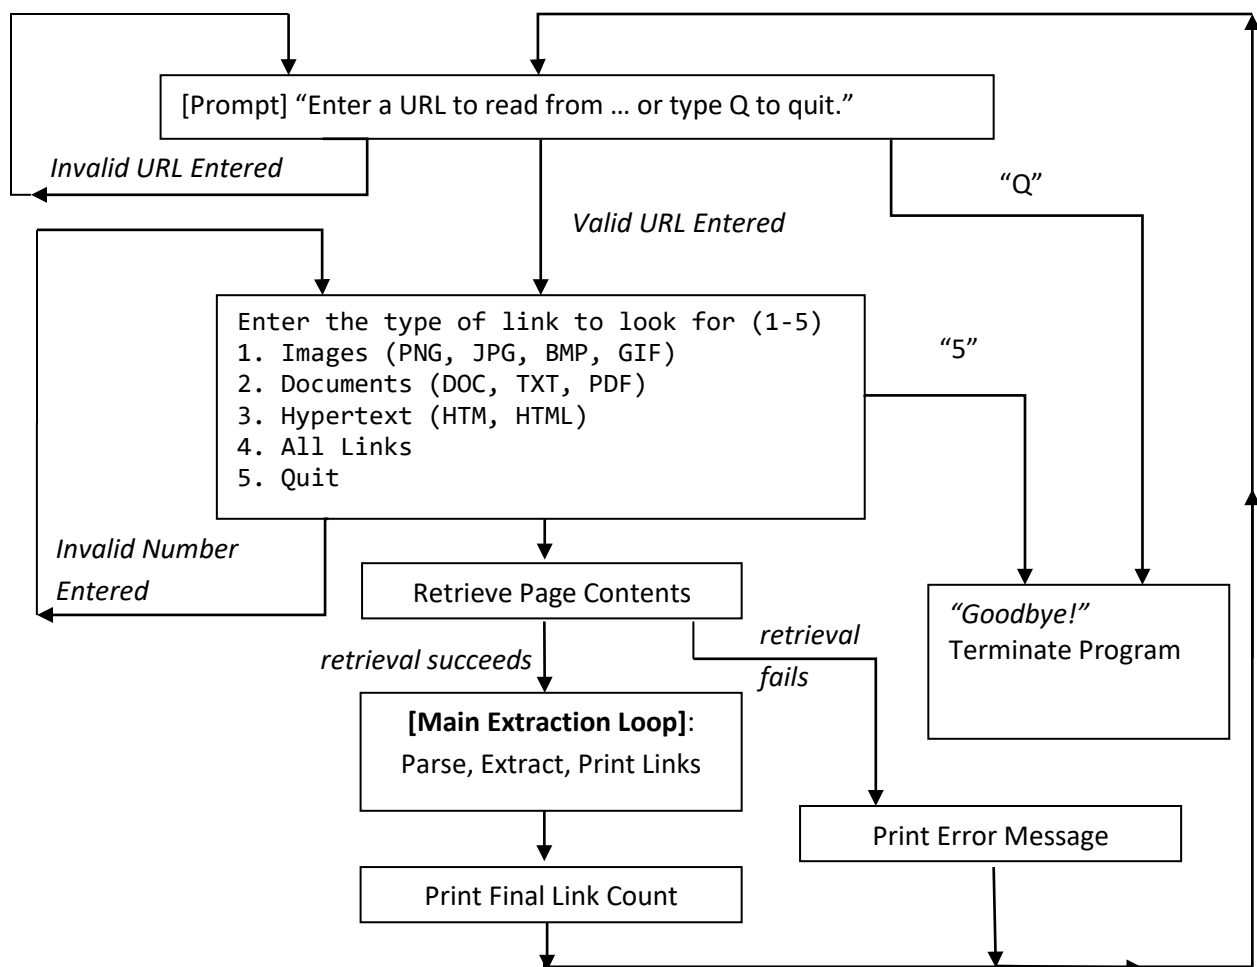 [Prompt] “Enter a URL to read from … or type Q to quit.”
Invalid URL Entered
“Q”
Valid URL Entered
Enter the type of link to look for (1-5)
1. Images (PNG, JPG, BMP, GIF)
2. Documents (DOC, TXT, PDF)
3. Hypertext (HTM, HTML)
4. All Links
5. Quit
“5”
Invalid Number
Entered
Retrieve Page Contents
“Goodbye!”
Terminate Program
retrieval succeeds
retrieval
fails
[Main Extraction Loop]:
Parse, Extract, Print Links
Print Error Message
Print Final Link Count